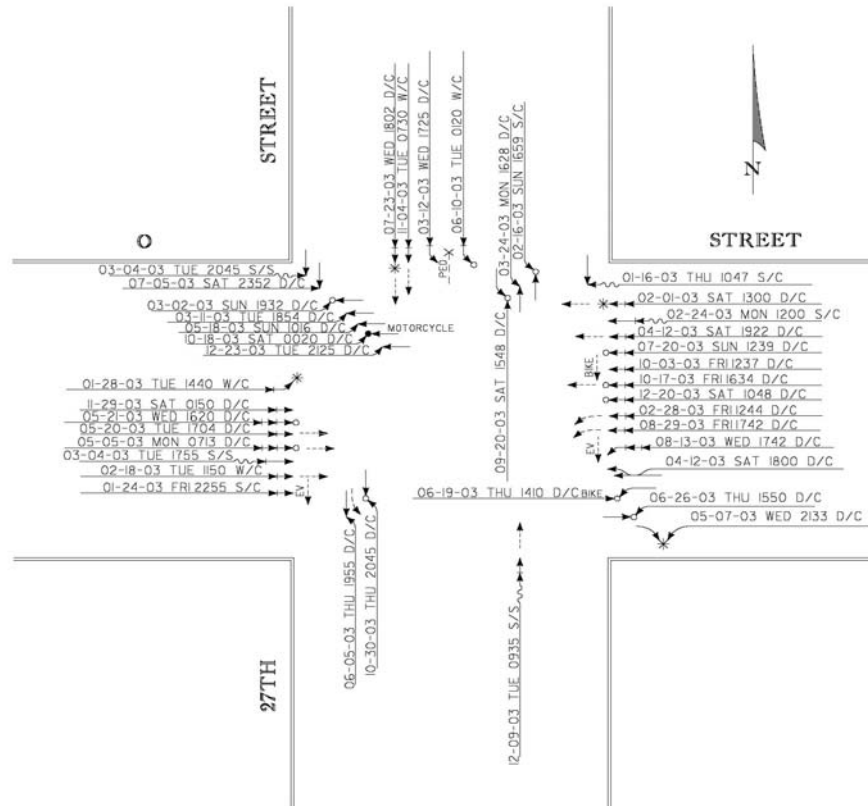 STREET
07-23-03 WED 1802 D/C
11-04-03 TUE 0730 W/C
03-12-03 WED 1725 D/C
06-10-03 TUE 0120 W/C
03-24-03 MON 1628 D/C
02-16-03 SUN 1659 S/C
N
O
STREET
PED
03-04-03 TUE 2045 S/S
07-05-03 SAT 2352 D/C
03-02-03 SUN 1932 D/C
03-11-03 TUE 1854 D/C
05-18-03 SUN 1016 D/C
MOTORCYCLE
10-18-03 SAT 0020 D/C
12-23-03 TUE 2125 D/C
01-28-03 TUE 1440 W/C
11-29-03 SAT 0150 D/C
05-21-03 WED 1620 D/C
05-20-03 TUE 1704 D/C
05-05-03 MON 0713 D/C
03-04-03 TUE 1755 S/S
02-18-03 TUE 1150 W/C
01-24-03 FRI 2255 S/C
EV
09-20-03 SAT 1548 D/C
01-16-03 THU 1047 S/C
02-01-03 SAT 1300 D/C
02-24-03 MON 1200 S/C
04-12-03 SAT 1922 D/C
07-20-03 SUN 1239 D/C
BIKE
10-03-03 FRI 1237 D/C
10-17-03 FRI 1634 D/C
12-20-03 SAT 1048 D/C
02-28-03 FRI 1244 D/C
08-29-03 FRI 1742 D/C
EV
08-13-03 WED 1742 D/C
04-12-03 SAT 1800 D/C
06-19-03 THU 1410 D/C BIKE
06-26-03 THU 1550 D/C
05-07-03 WED 2133 D/C
06-05-03 THU 1955 D/C
10-30-03 THU 2045 D/C
12-09-03 TUE 0935 S/S
27TH